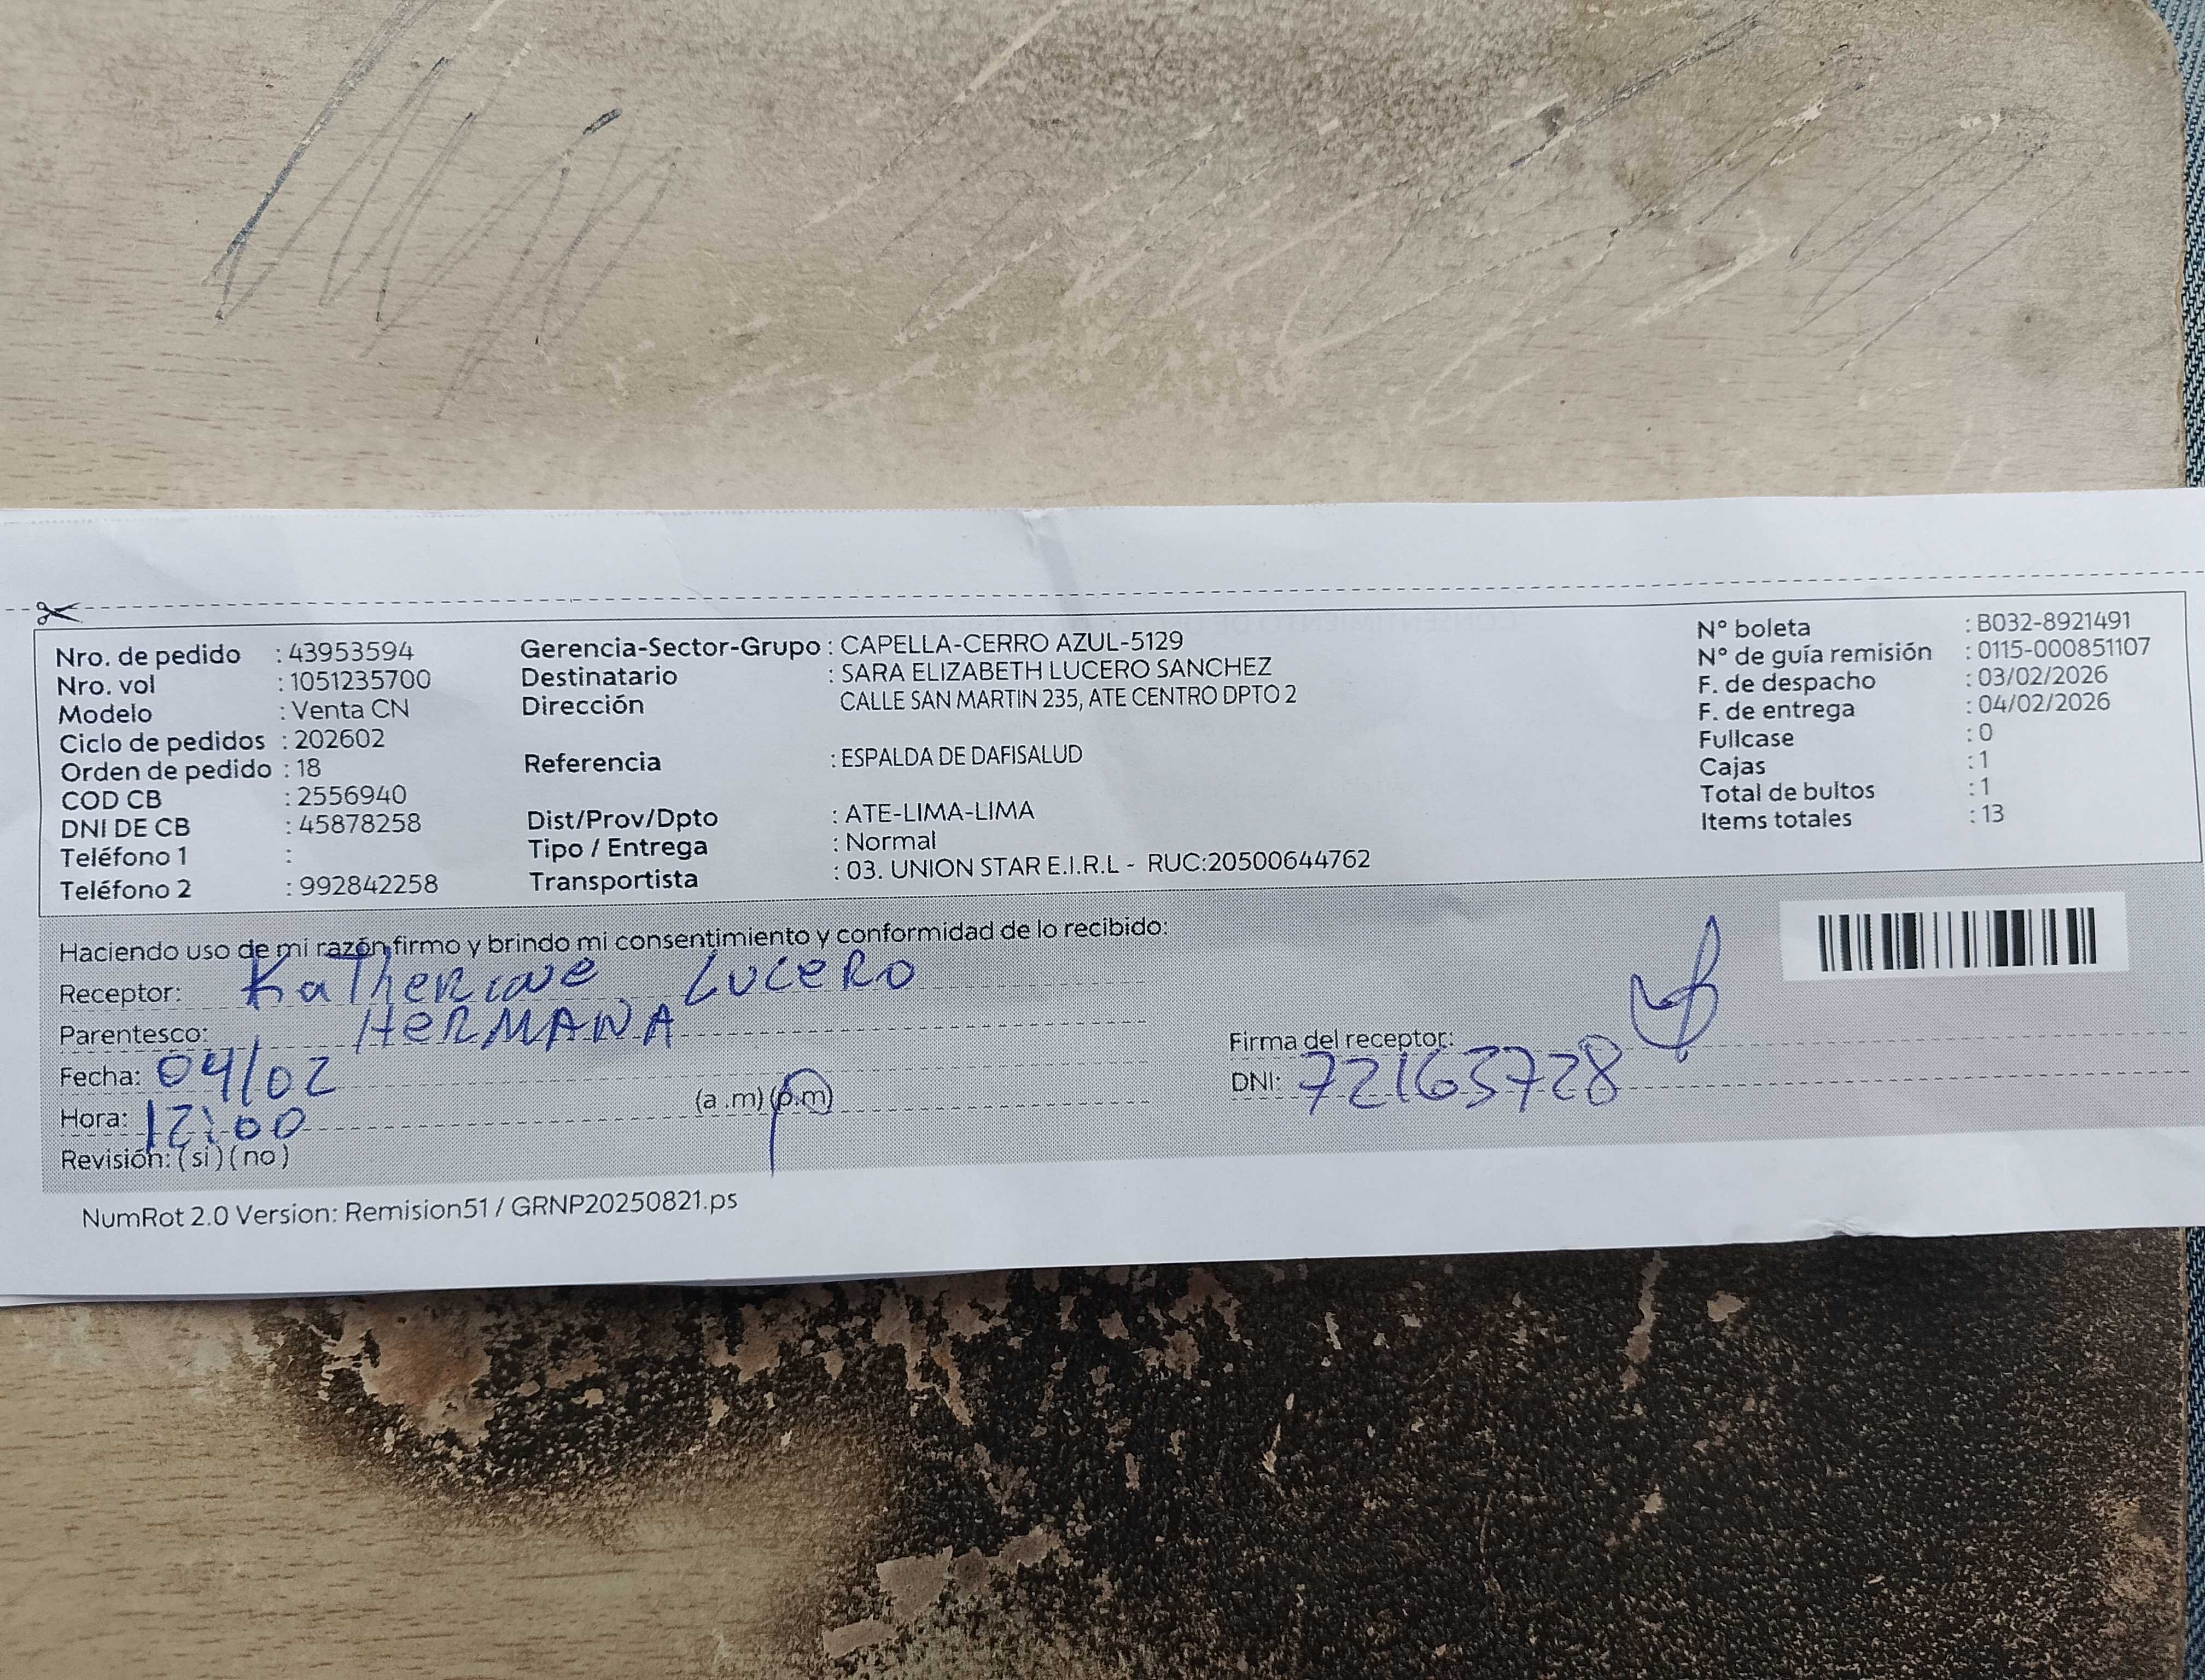 Nro. de pedido : 43953594
Nro. vol : 1051235700
Modelo : Venta CN
Ciclo de pedidos : 202602
Orden de pedido : 18
COD CB : 2556940
DNI DE CB : 45878258
Teléfono 1 :
Teléfono 2 : 992842258
Gerencia-Sector-Grupo : CAPELLA-CERRO AZUL-5129
Destinatario : SARA ELIZABETH LUCERO SANCHEZ
Dirección CALLE SAN MARTIN 235, ATE CENTRO DPTO 2
Referencia : ESPALDA DE DAFISALUD
Dist/Prov/Dpto : ATE-LIMA-LIMA
Tipo / Entrega : Normal
Transportista : 03. UNION STAR E.I.R.L - RUC:20500644762
N° boleta : B032-8921491
N° de guía remisión : 0115-000851107
F. de despacho : 03/02/2026
F. de entrega : 04/02/2026
Fullcase : 0
Cajas : 1
Total de bultos : 1
Items totales : 13
Haciendo uso de mi razón firmo y brindo mi consentimiento y conformidad de lo recibido:
Receptor: Katherine Lucero
Parentesco: HERMANA
Fecha: 04/02
Hora: 12:00 (a .m) (p.m)
Revisión: ( si ) ( no )
Firma del receptor:
DNI: 72163728
NumRot 2.0 Version: Remision51 / GRNP20250821.ps